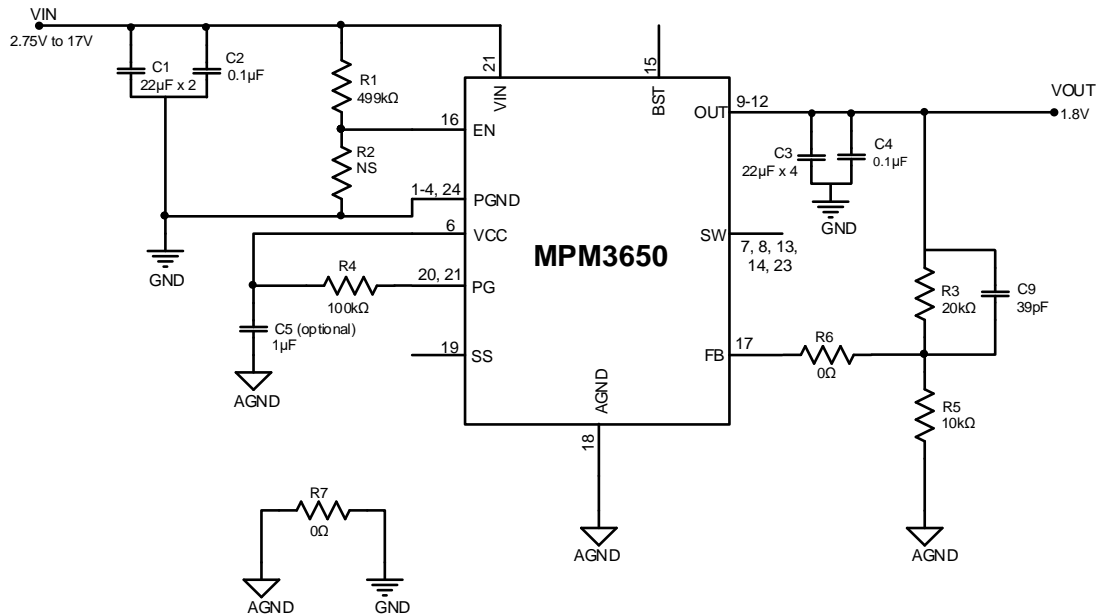 VIN
2.75V to 17V
C1
22µF x 2
C2
0.1µF
R1
499kΩ
R2
NS
21
VIN
15
BST
16
EN
1-4, 24
PGND
6
VCC
20, 21
PG
19
SS
MPM3650
OUT
9-12
SW
7, 8, 13,
14, 23
FB
17
AGND
18
AGND
GND
R4
100kΩ
C5 (optional)
1µF
AGND
C3
22µF x 4
C4
0.1µF
GND
VOUT
1.8V
R3
20kΩ
C9
39pF
R6
0Ω
R5
10kΩ
AGND
R7
0Ω
AGND
GND